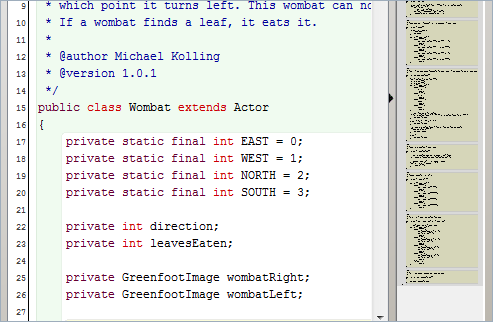 9 * which point it turns left. This wombat can no
10 * If a wombat finds a leaf, it eats it.
11 *
12 * @author Michael Kolling
13 * @version 1.0.1
14 */
15 public class Wombat extends Actor
16 {
17 private static final int EAST = 0;
18 private static final int WEST = 1;
19 private static final int NORTH = 2;
20 private static final int SOUTH = 3;
21
22 private int direction;
23 private int leavesEaten;
24
25 private GreenfootImage wombatRight;
26 private GreenfootImage wombatLeft;
27